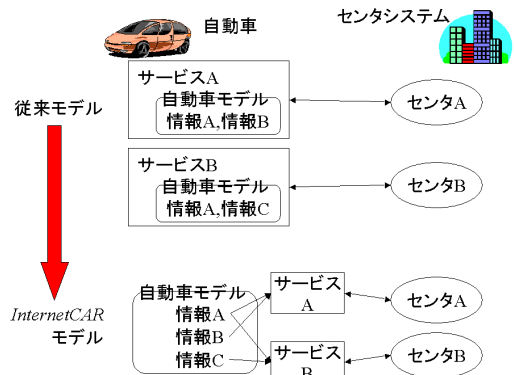 自動車
センタシステム
従来モデル
サービスA
自動車モデル
情報A,情報B
センタA
サービスB
自動車モデル
情報A,情報C
センタB
InternetCAR
モデル
自動車モデル
情報A
情報B
情報C
サービス
A
センタA
サービス
B
センタB